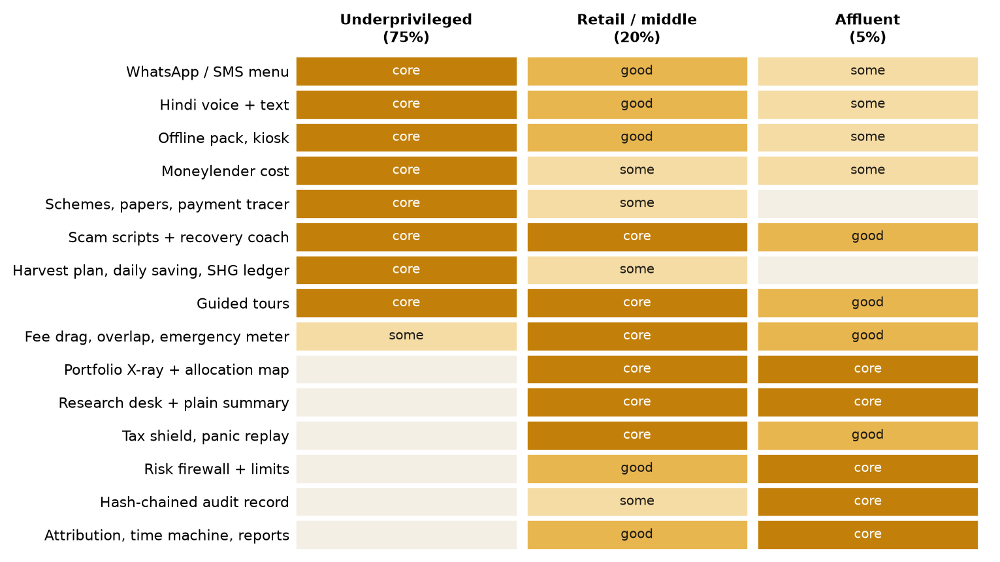 Underprivileged Retail / middle Affluent
(75%) (20%) (5%)
WhatsApp / SMS menu core good some
Hindi voice + text core good some
Offline pack, kiosk core good some
Moneylender cost core some some
Schemes, papers, payment tracer core some
Scam scripts + recovery coach core core good
Harvest plan, daily saving, SHG ledger core some
Guided tours core core good
Fee drag, overlap, emergency meter some core good
Portfolio X-ray + allocation map core core
Research desk + plain summary core core
Tax shield, panic replay core good
Risk firewall + limits good core
Hash-chained audit record some core
Attribution, time machine, reports good core